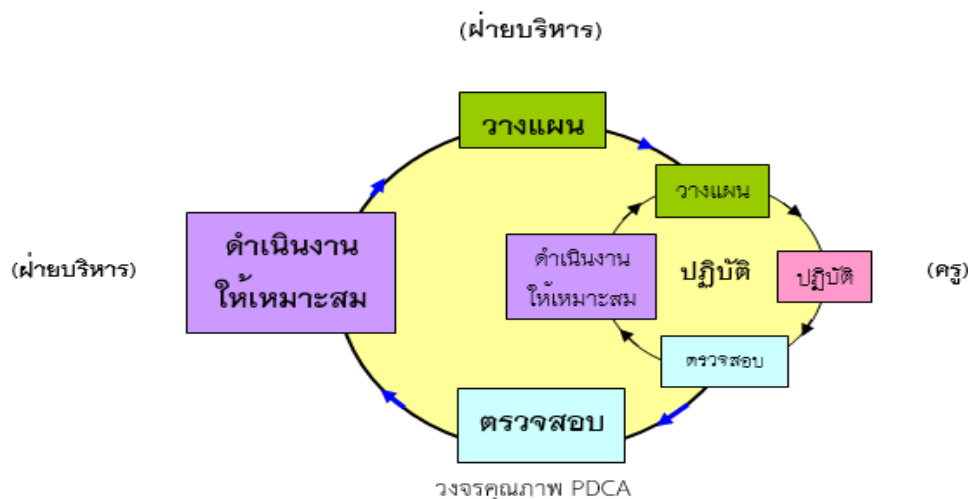 (ฝ่ายบริหาร)
วางแผน
วางแผน
ดำเนินงาน
ให้เหมาะสม
(ฝ่ายบริหาร)
ดำเนินงาน
ให้เหมาะสม
ปฏิบัติ
ปฏิบัติ
(ครู)
ตรวจสอบ
ตรวจสอบ
วงจรคุณภาพ PDCA